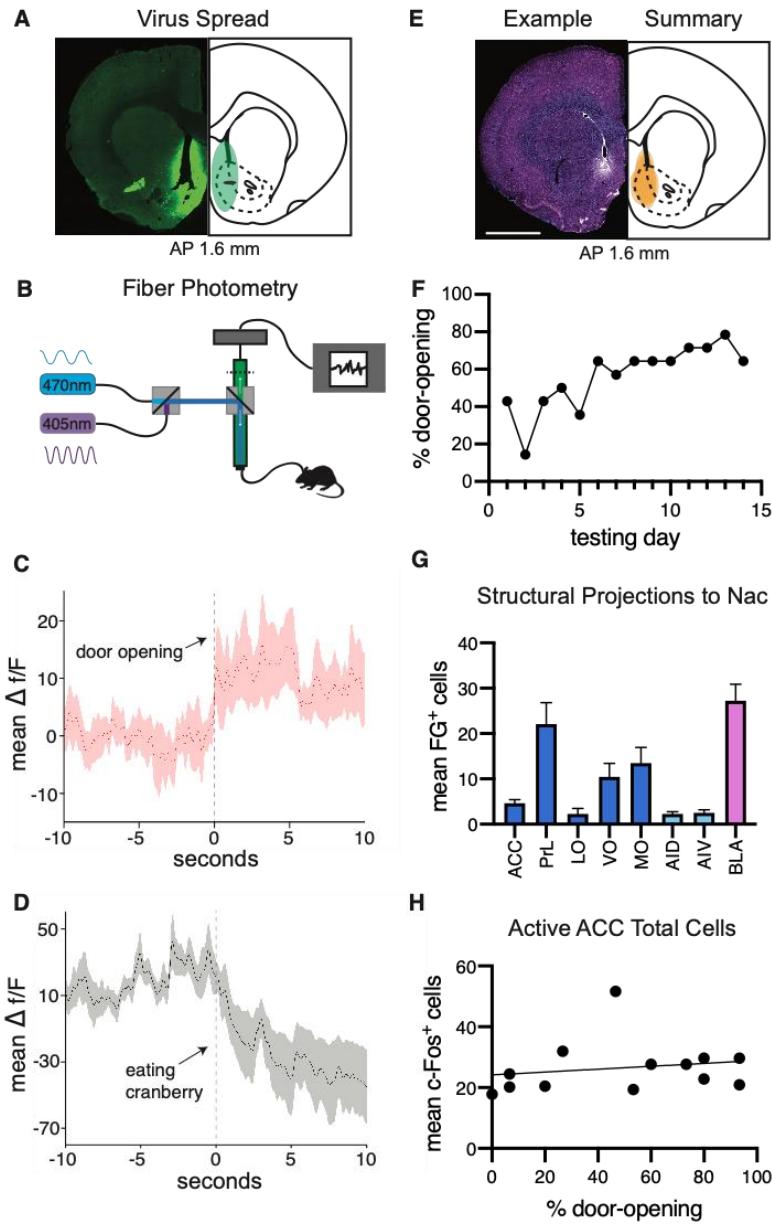 A
Virus Spread
AP 1.6 mm
B
Fiber Photometry
470nm
405nm
C
mean Δ f/F
20
10
0
-10
door opening
-10
-5
0
5
10
seconds
D
mean Δ f/F
50
10
-30
-70
eating
cranberry
-10
-5
0
5
10
seconds
E
Example
Summary
AP 1.6 mm
F
% door-opening
100
80
60
40
20
0
0
5
10
15
testing day
G
Structural Projections to Nac
mean FG⁺ cells
40
30
20
10
0
ACC
PrL
LO
VO
MO
AID
AIV
BLA
H
Active ACC Total Cells
mean c-Fos⁺ cells
60
40
20
0
0
20
40
60
80
100
% door-opening